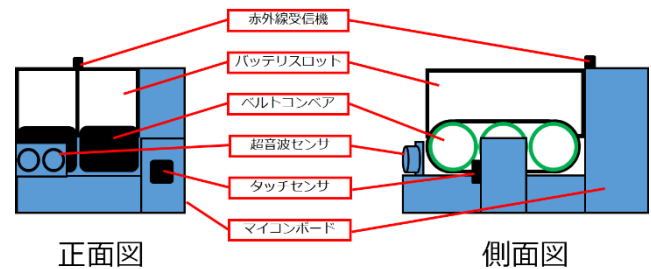 赤外線受信機
バッテリスロット
ベルトコンベア
超音波センサ
タッチセンサ
マイコンボード
正面図
側面図